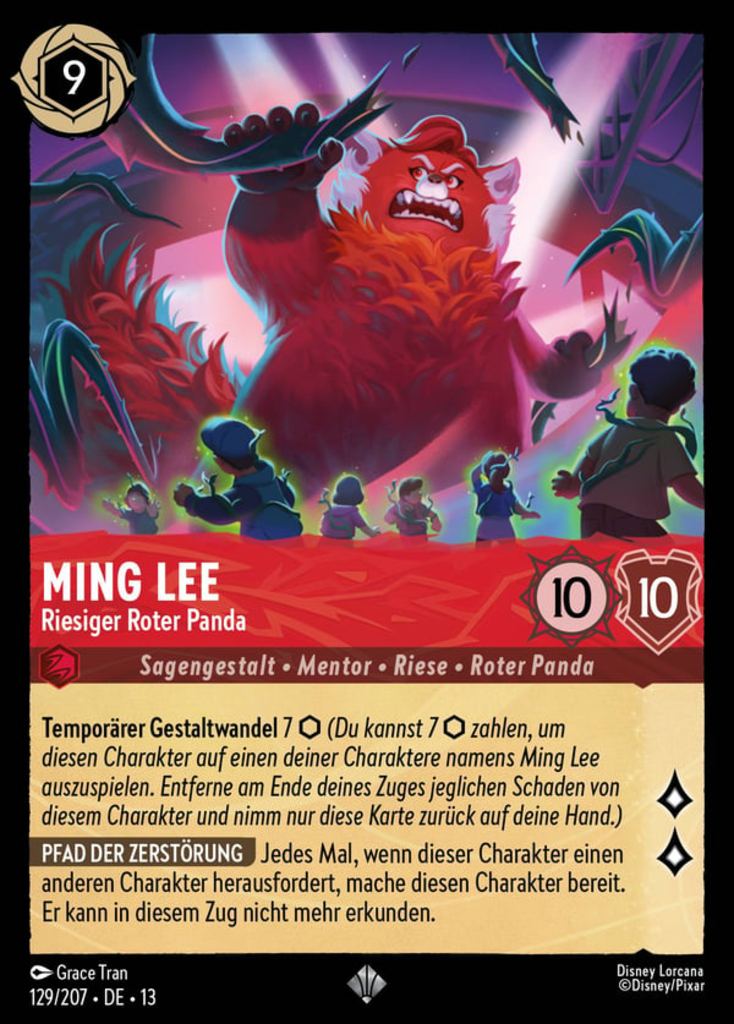 9
MING LEE
Riesiger Roter Panda
10
10
Sagengestalt • Mentor • Riese • Roter Panda
Temporärer Gestaltwandel 7 ⬡ (Du kannst 7 ⬡ zahlen, um
diesen Charakter auf einen deiner Charaktere namens Ming Lee
auszuspielen. Entferne am Ende deines Zuges jeglichen Schaden von
diesem Charakter und nimm nur diese Karte zurück auf deine Hand.)
PFAD DER ZERSTÖRUNG Jedes Mal, wenn dieser Charakter einen
anderen Charakter herausfordert, mache diesen Charakter bereit.
Er kann in diesem Zug nicht mehr erkunden.
Grace Tran
129/207 • DE • 13
Disney Lorcana
©Disney/Pixar